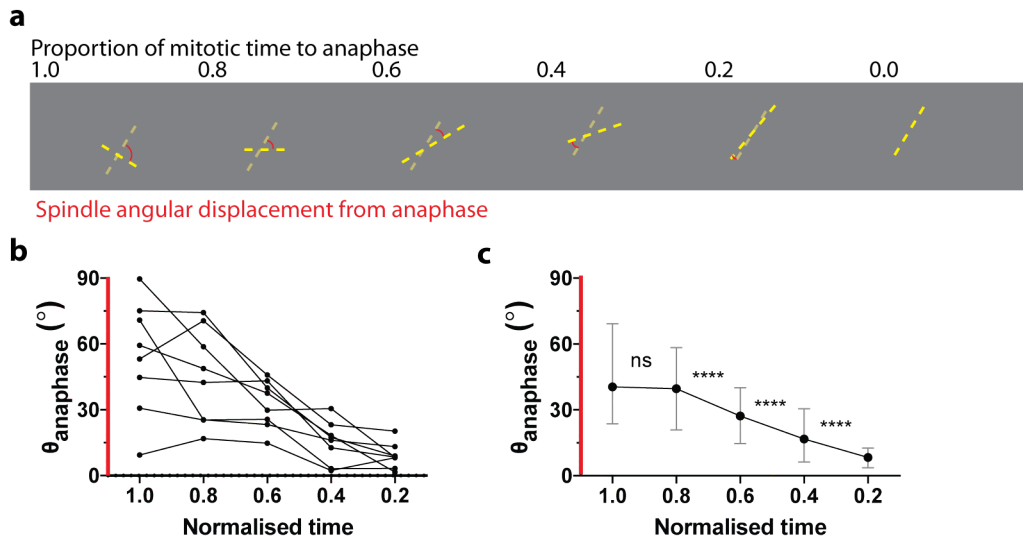 a
Proportion of mitotic time to anaphase
1.0 0.8 0.6 0.4 0.2 0.0
Spindle angular displacement from anaphase
b
90
60
30
0
θanaphase (°)
1.0 0.8 0.6 0.4 0.2
Normalised time
c
90
60
30
0
θanaphase (°)
ns **** **** ****
1.0 0.8 0.6 0.4 0.2
Normalised time